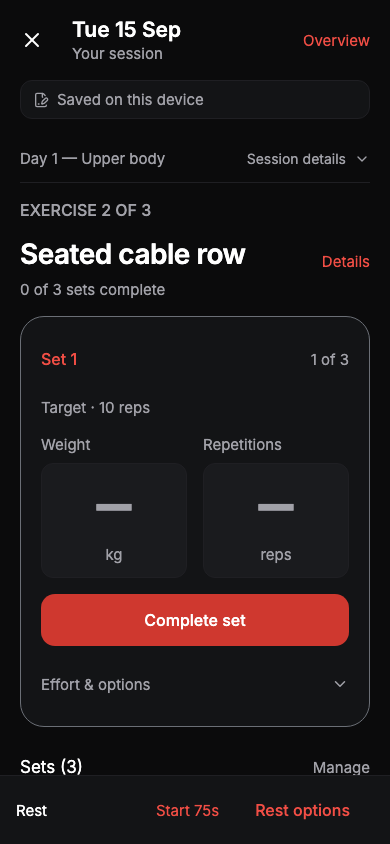 Tue 15 Sep
Your session
Overview
Saved on this device
Day 1 — Upper body
Session details
EXERCISE 2 OF 3
Seated cable row
Details
0 of 3 sets complete
Set 1
1 of 3
Target · 10 reps
Weight
Repetitions
—
—
kg
reps
Complete set
Effort & options
Sets (3)
Manage
Rest
Start 75s
Rest options